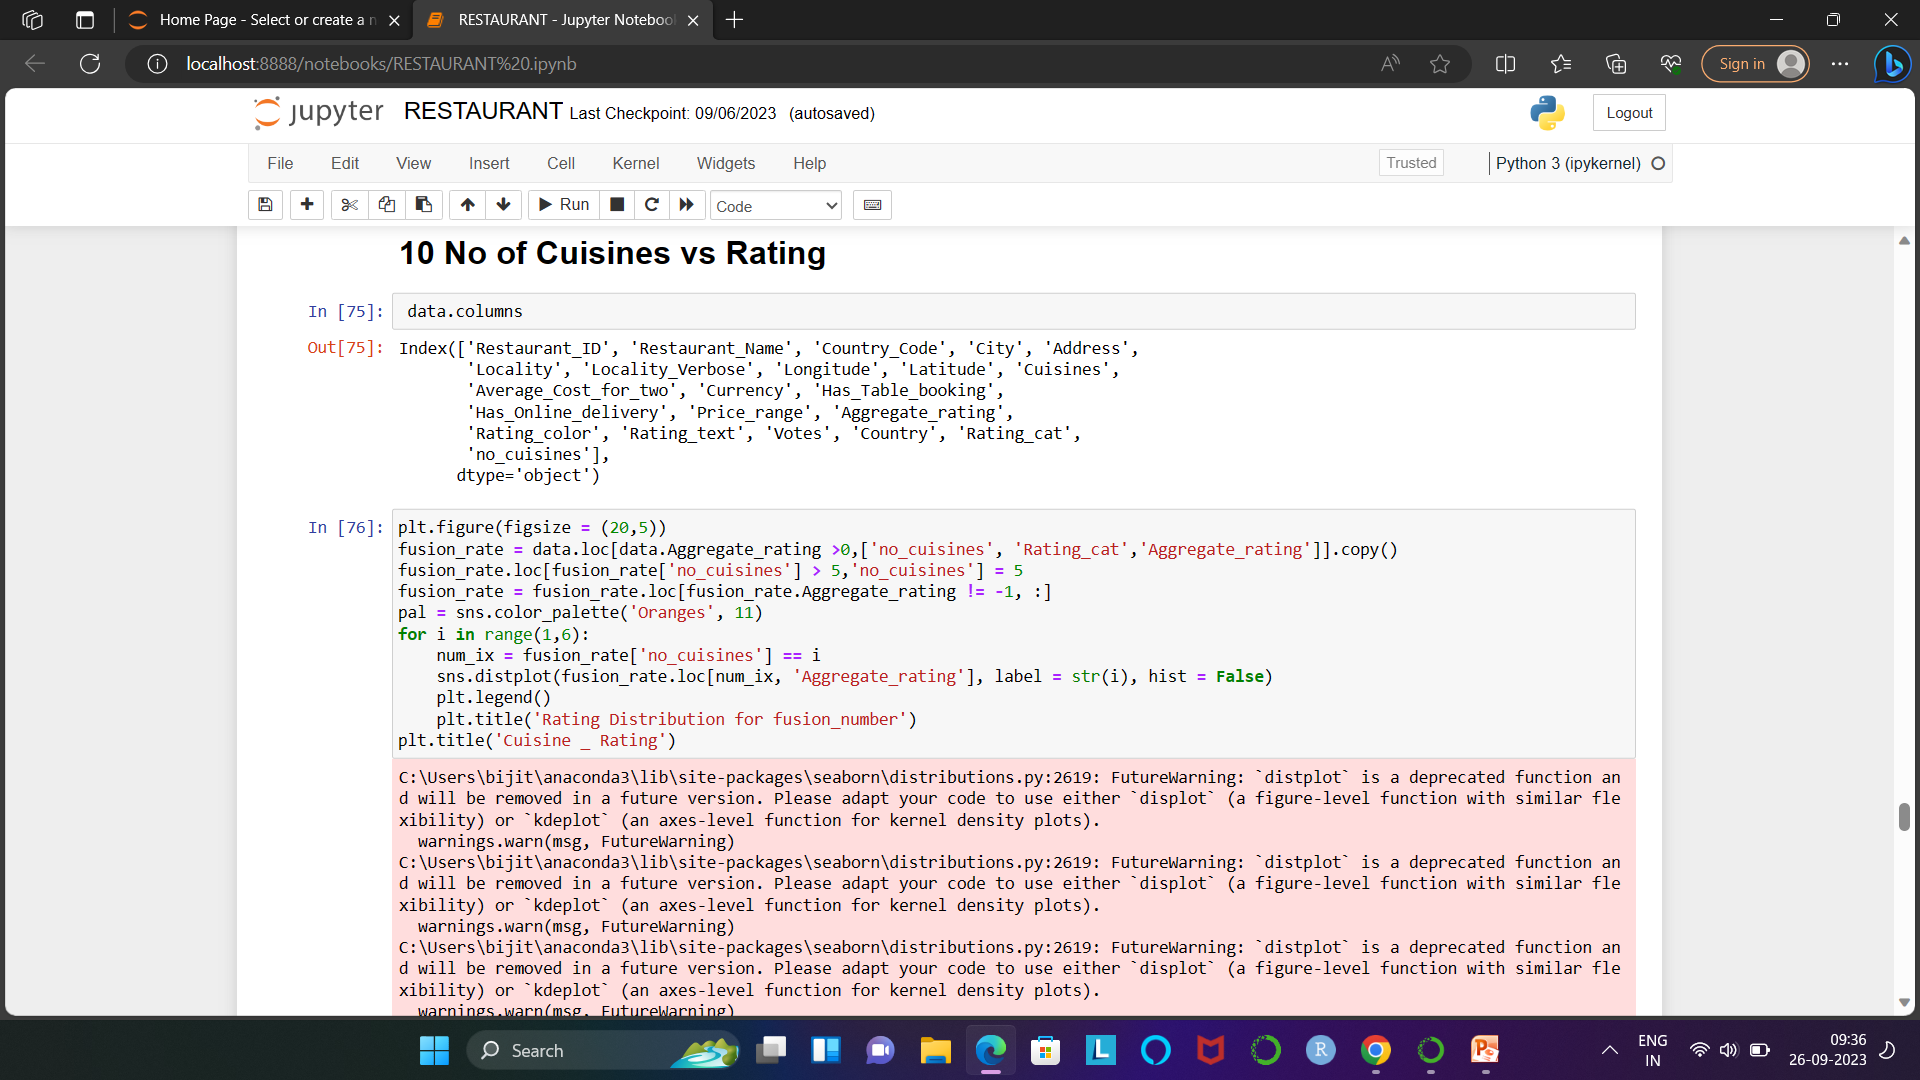 Home Page - Select or create a n
RESTAURANT - Jupyter Notebook
localhost:8888/notebooks/RESTAURANT%20.ipynb
Sign in
jupyter RESTAURANT Last Checkpoint: 09/06/2023 (autosaved)
Logout
File Edit View Insert Cell Kernel Widgets Help
Trusted
Python 3 (ipykernel)
Run
Code
10 No of Cuisines vs Rating
In [75]: data.columns
Out[75]: Index(['Restaurant_ID', 'Restaurant_Name', 'Country_Code', 'City', 'Address',
'Locality', 'Locality_Verbose', 'Longitude', 'Latitude', 'Cuisines',
'Average_Cost_for_two', 'Currency', 'Has_Table_booking',
'Has_Online_delivery', 'Price_range', 'Aggregate_rating',
'Rating_color', 'Rating_text', 'Votes', 'Country', 'Rating_cat',
'no_cuisines'],
dtype='object')
In [76]: plt.figure(figsize = (20,5))
fusion_rate = data.loc[data.Aggregate_rating >0,['no_cuisines', 'Rating_cat','Aggregate_rating']].copy()
fusion_rate.loc[fusion_rate['no_cuisines'] > 5,'no_cuisines'] = 5
fusion_rate = fusion_rate.loc[fusion_rate.Aggregate_rating != -1, :]
pal = sns.color_palette('Oranges', 11)
for i in range(1,6):
    num_ix = fusion_rate['no_cuisines'] == i
    sns.distplot(fusion_rate.loc[num_ix, 'Aggregate_rating'], label = str(i), hist = False)
    plt.legend()
    plt.title('Rating Distribution for fusion_number')
plt.title('Cuisine _ Rating')
C:\Users\bijit\anaconda3\lib\site-packages\seaborn\distributions.py:2619: FutureWarning: `distplot` is a deprecated function an
d will be removed in a future version. Please adapt your code to use either `displot` (a figure-level function with similar fle
xibility) or `kdeplot` (an axes-level function for kernel density plots).
  warnings.warn(msg, FutureWarning)
C:\Users\bijit\anaconda3\lib\site-packages\seaborn\distributions.py:2619: FutureWarning: `distplot` is a deprecated function an
d will be removed in a future version. Please adapt your code to use either `displot` (a figure-level function with similar fle
xibility) or `kdeplot` (an axes-level function for kernel density plots).
  warnings.warn(msg, FutureWarning)
C:\Users\bijit\anaconda3\lib\site-packages\seaborn\distributions.py:2619: FutureWarning: `distplot` is a deprecated function an
d will be removed in a future version. Please adapt your code to use either `displot` (a figure-level function with similar fle
xibility) or `kdeplot` (an axes-level function for kernel density plots).
  warnings.warn(msg, FutureWarning)
Search
ENG
IN
09:36
26-09-2023